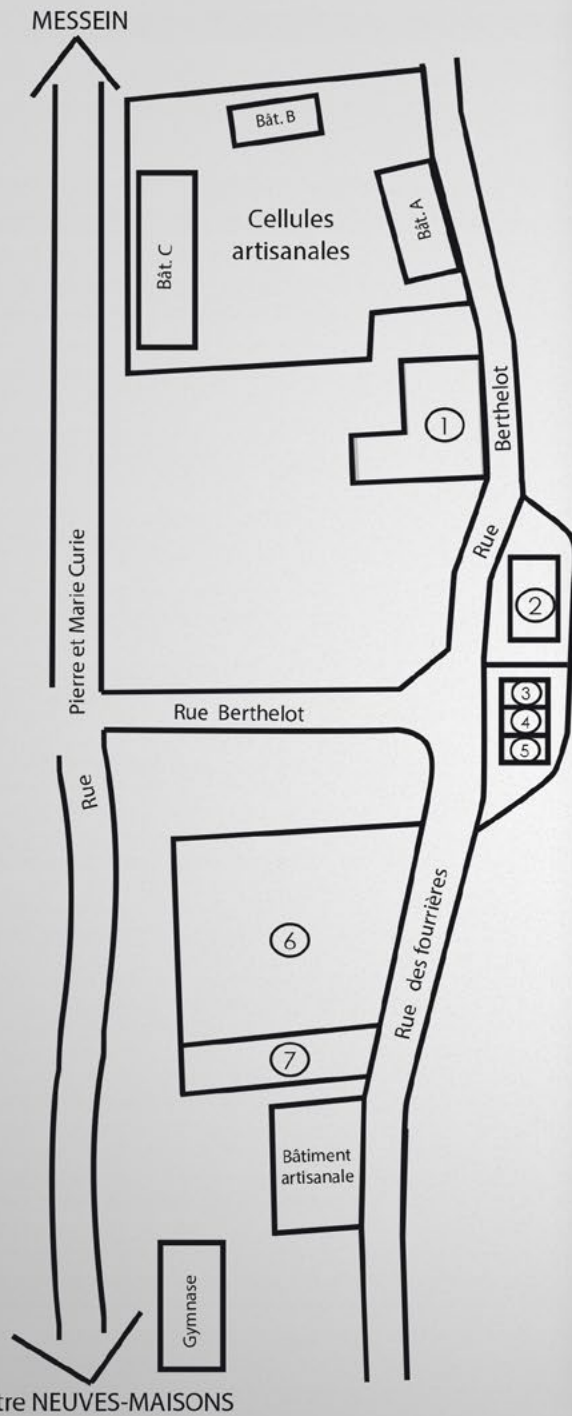 MESSEIN
Bât. B
Cellules
artisanales
Bât. A
Bât. C
1
Berthelot
Rue
2
Pierre et Marie Curie
3
4
5
Rue Berthelot
Rue
6
Rue des fourrières
7
Bâtiment
artisanale
Gymnase
NEUVES-MAISONS